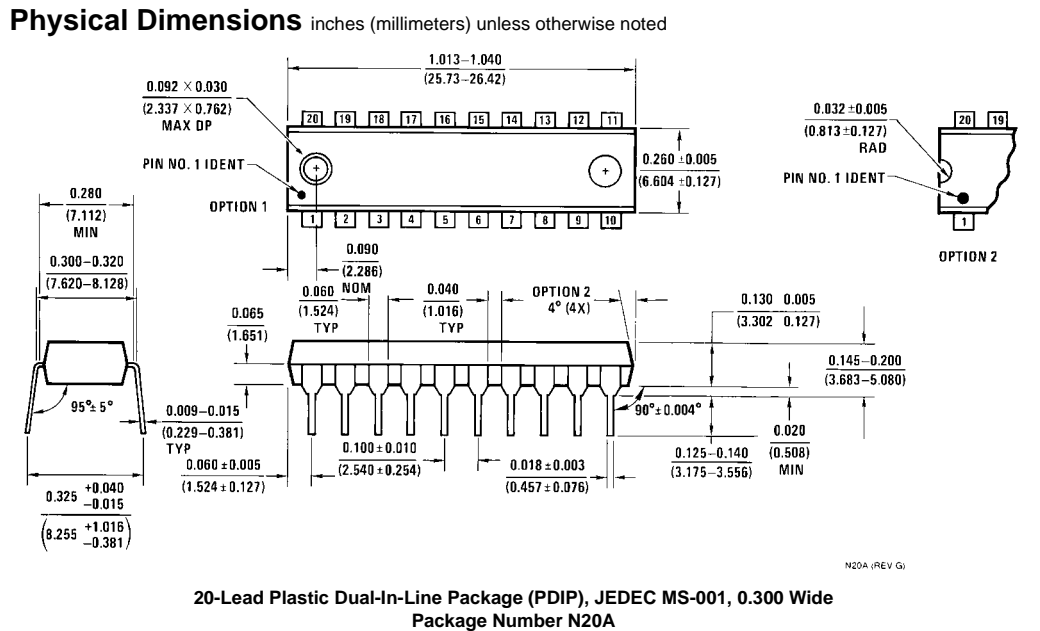 Physical Dimensions inches (millimeters) unless otherwise noted
1.013–1.040
(25.73–26.42)
0.092 × 0.030
(2.337 × 0.762)
MAX DP
20 19 18 17 16 15 14 13 12 11
0.032 ±0.005
(0.813 ±0.127)
RAD
20 19
PIN NO. 1 IDENT
0.260 ±0.005
(6.604 ±0.127)
PIN NO. 1 IDENT
OPTION 1
1 2 3 4 5 6 7 8 9 10
1
OPTION 2
0.280
(7.112)
MIN
0.090
(2.286)
NOM
0.300–0.320
(7.620–8.128)
0.060
(1.524)
TYP
0.040
(1.016)
TYP
OPTION 2
4° (4X)
0.130 0.005
(3.302 0.127)
0.065
(1.651)
0.145–0.200
(3.683–5.080)
95°± 5°
0.009–0.015
(0.229–0.381)
TYP
90°±0.004°
0.020
(0.508)
MIN
0.100 ±0.010
(2.540 ±0.254)
0.125–0.140
(3.175–3.556)
0.060 ±0.005
(1.524 ±0.127)
0.018 ±0.003
(0.457 ±0.076)
0.325 +0.040
–0.015
(8.255 +1.016
–0.381)
N20A (REV G)
20-Lead Plastic Dual-In-Line Package (PDIP), JEDEC MS-001, 0.300 Wide
Package Number N20A